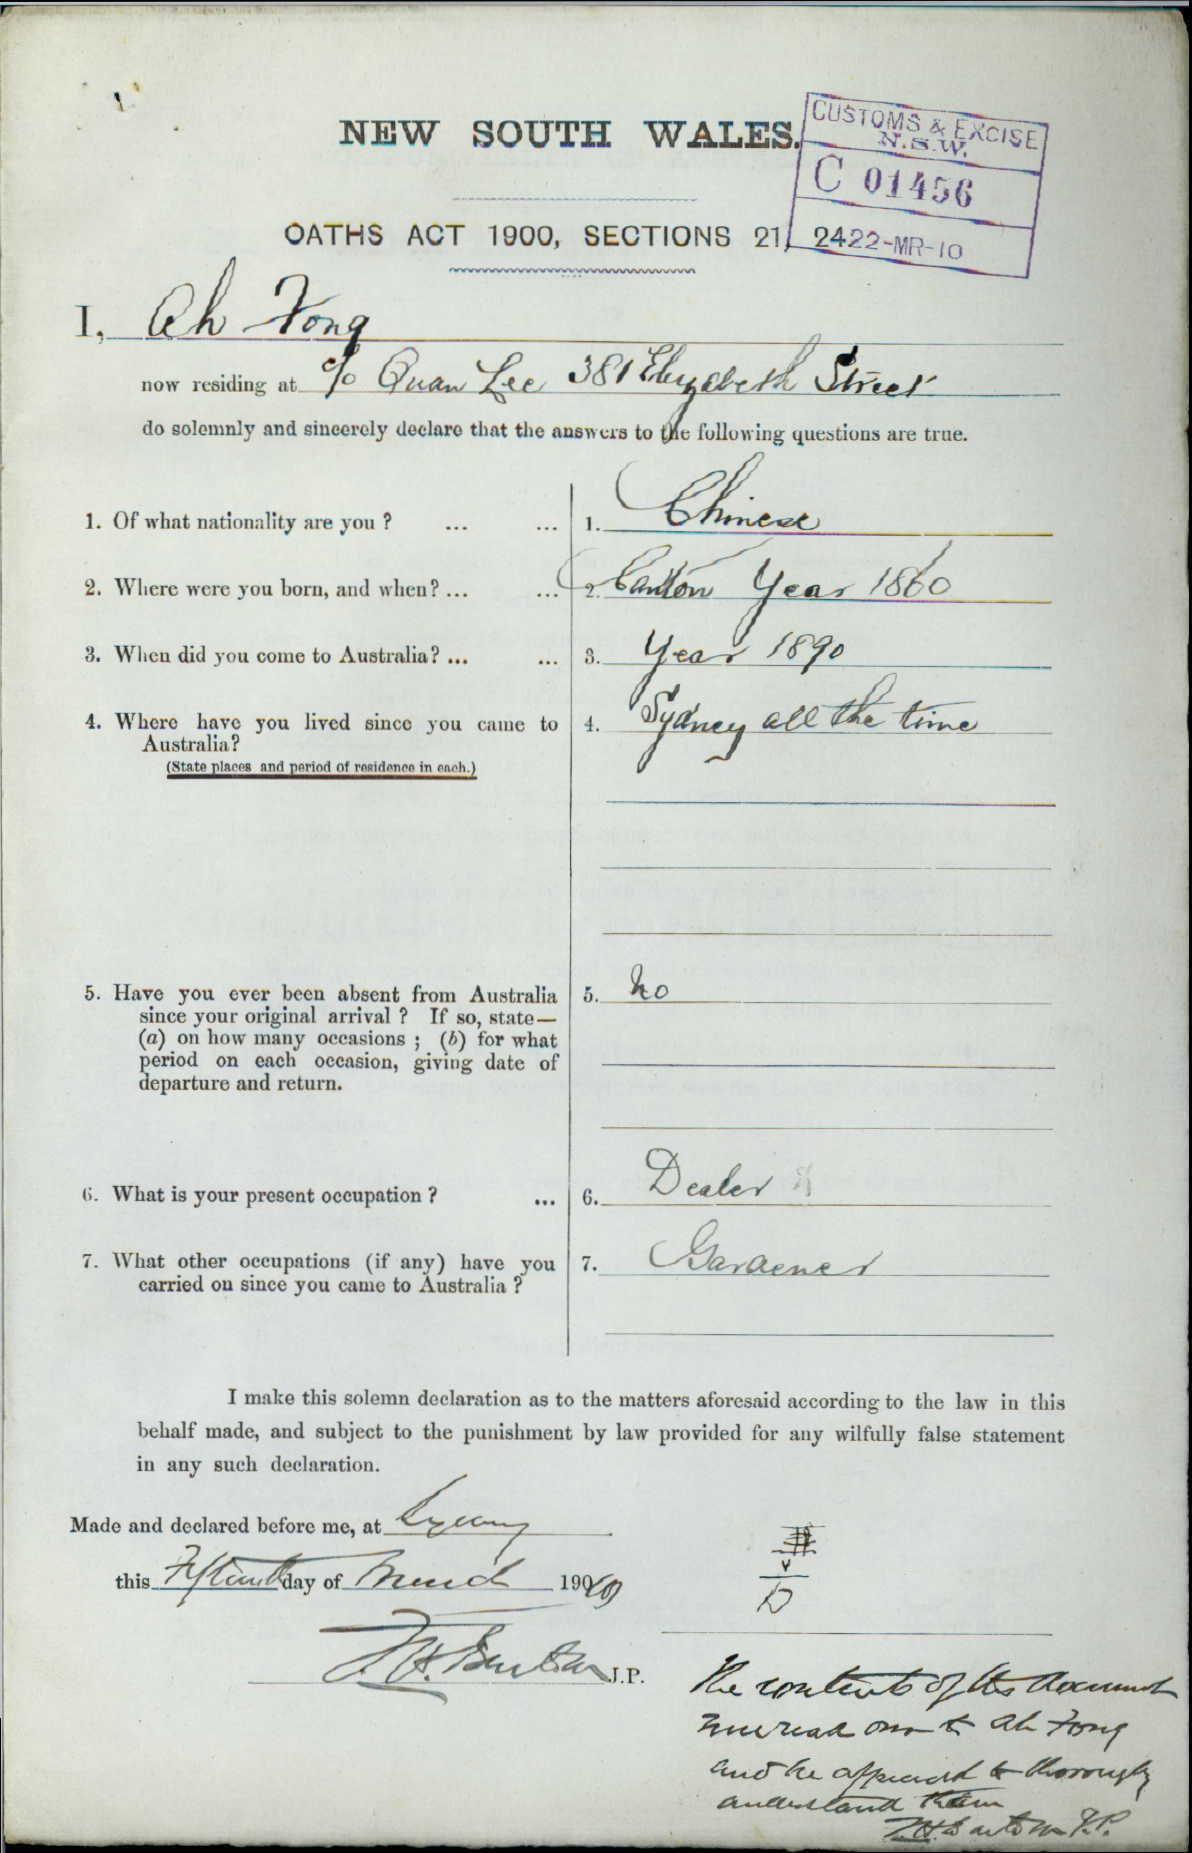 NEW SOUTH WALES.
CUSTOMS & EXCISE
N.S.W.
C 01456
22-MR-10
OATHS ACT 1900, SECTIONS 21, 24
I, Ah Fong
now residing at c/o Quan Lee 381 Elizabeth Street
do solemnly and sincerely declare that the answers to the following questions are true.
1. Of what nationality are you ? ... ... 1. Chinese
2. Where were you born, and when? ... ... 2. Canton Year 1860
3. When did you come to Australia? ... ... 3. Year 1890
4. Where have you lived since you came to 4. Sydney all the time
Australia?
(State places and period of residence in each.)
5. Have you ever been absent from Australia 5. No
since your original arrival ? If so, state—
(a) on how many occasions ; (b) for what
period on each occasion, giving date of
departure and return.
6. What is your present occupation ? ... 6. Dealer
7. What other occupations (if any) have you 7. Gardener
carried on since you came to Australia ?
I make this solemn declaration as to the matters aforesaid according to the law in this
behalf made, and subject to the punishment by law provided for any wilfully false statement
in any such declaration.
Made and declared before me, at Sydney
this Fifteenth day of March 1910
J.P.
The contents of this document
were read over to Ah Fong
and he appeared to thoroughly
understand them
J.P.